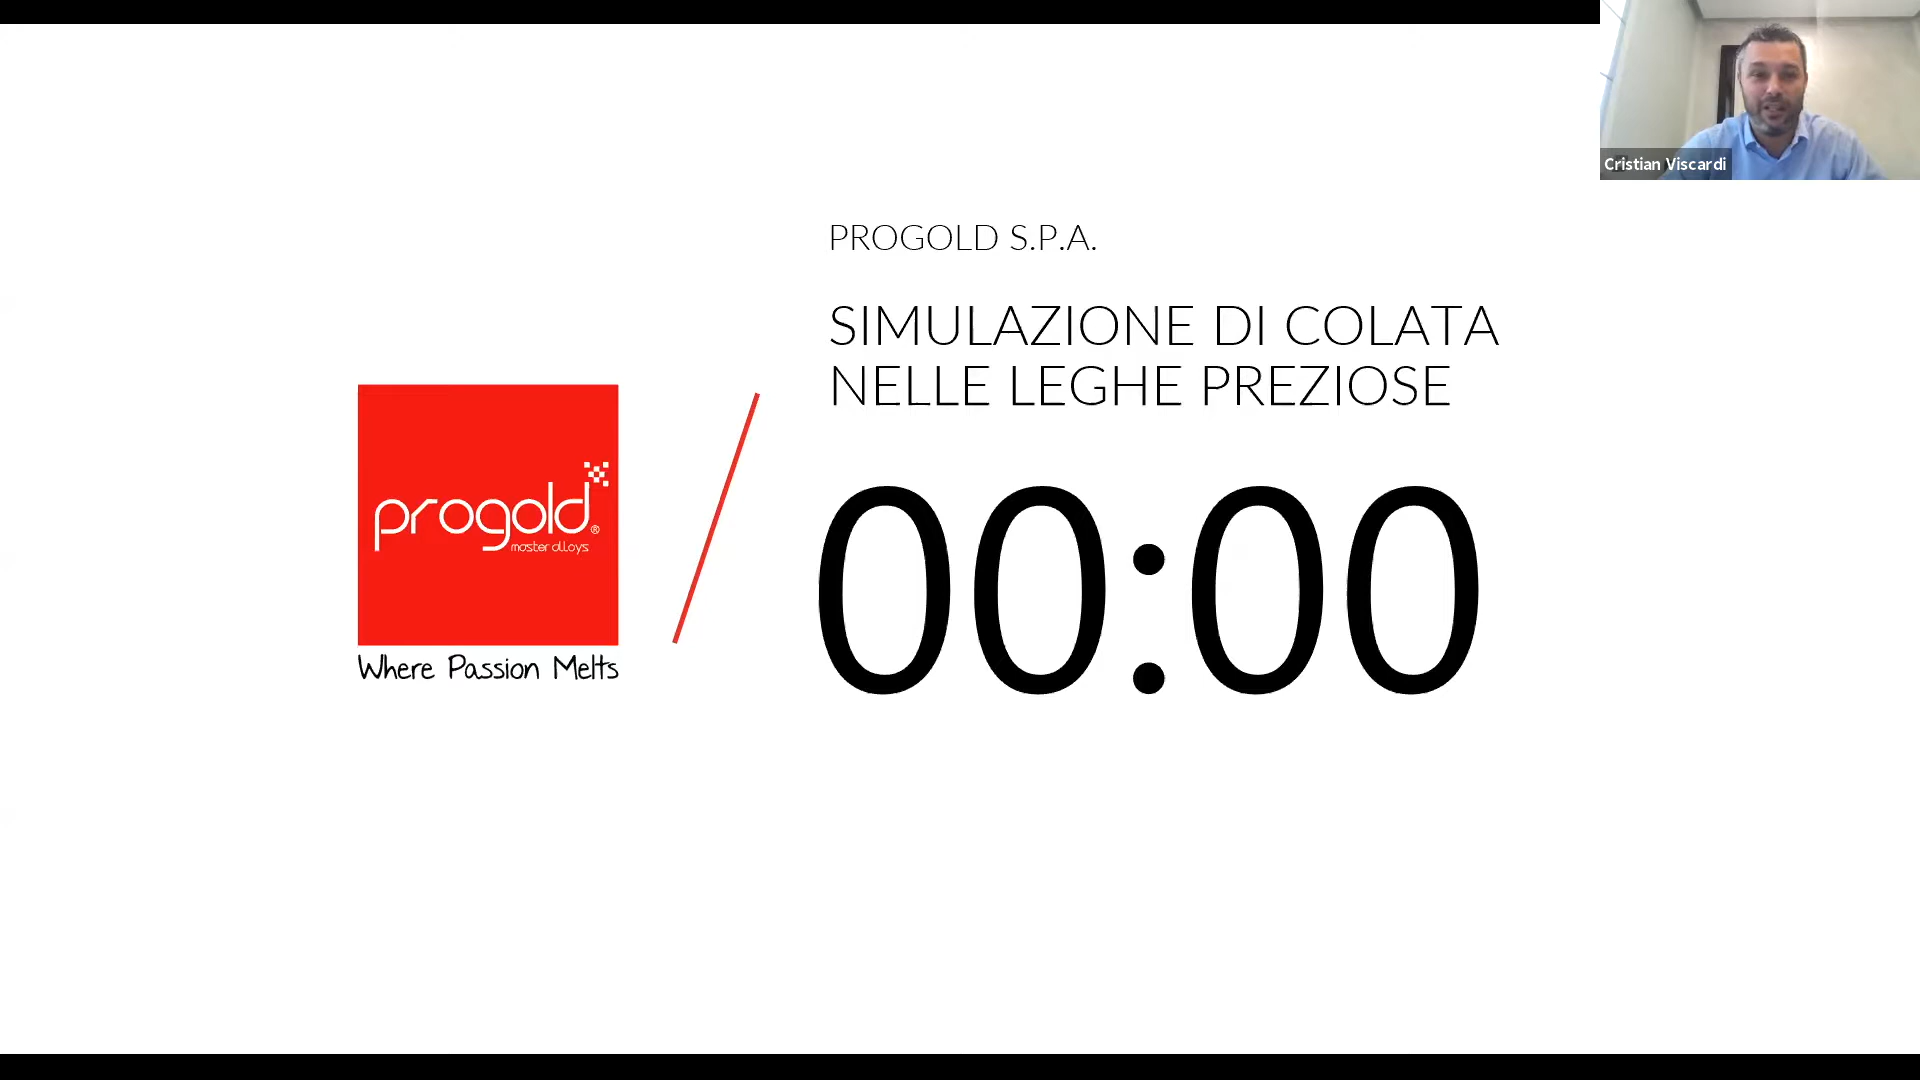 Cristian Viscardi
PROGOLD S.P.A.
SIMULAZIONE DI COLATA
NELLE LEGHE PREZIOSE
progold®
master alloys
Where Passion Melts
00:00